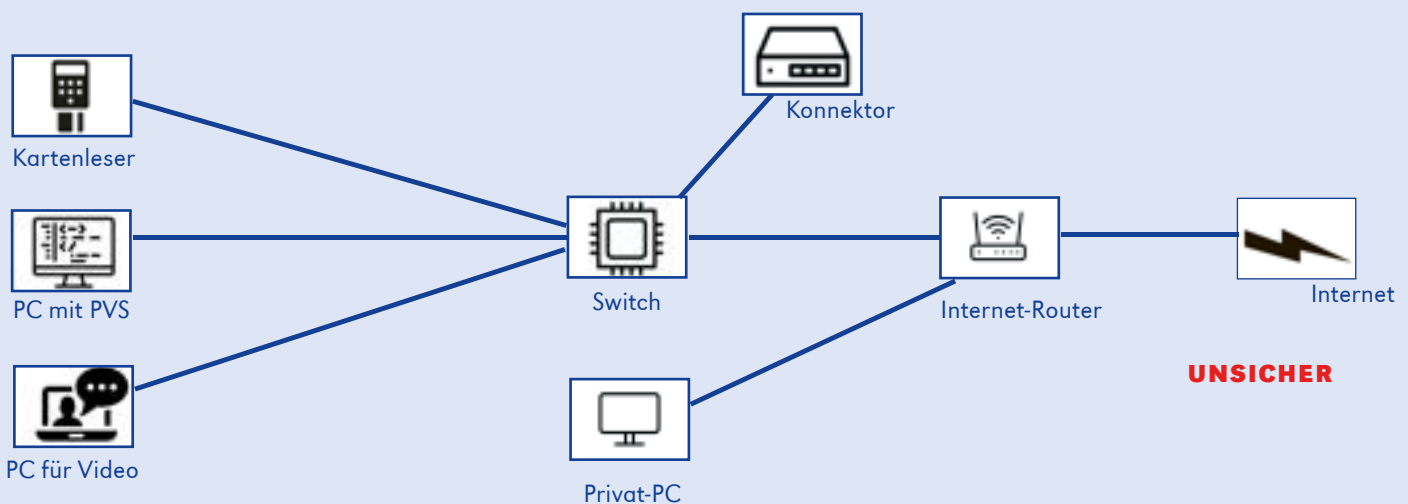 Konnektor
Kartenleser
PC mit PVS
Switch
Internet-Router
Internet
UNSICHER
PC für Video
Privat-PC